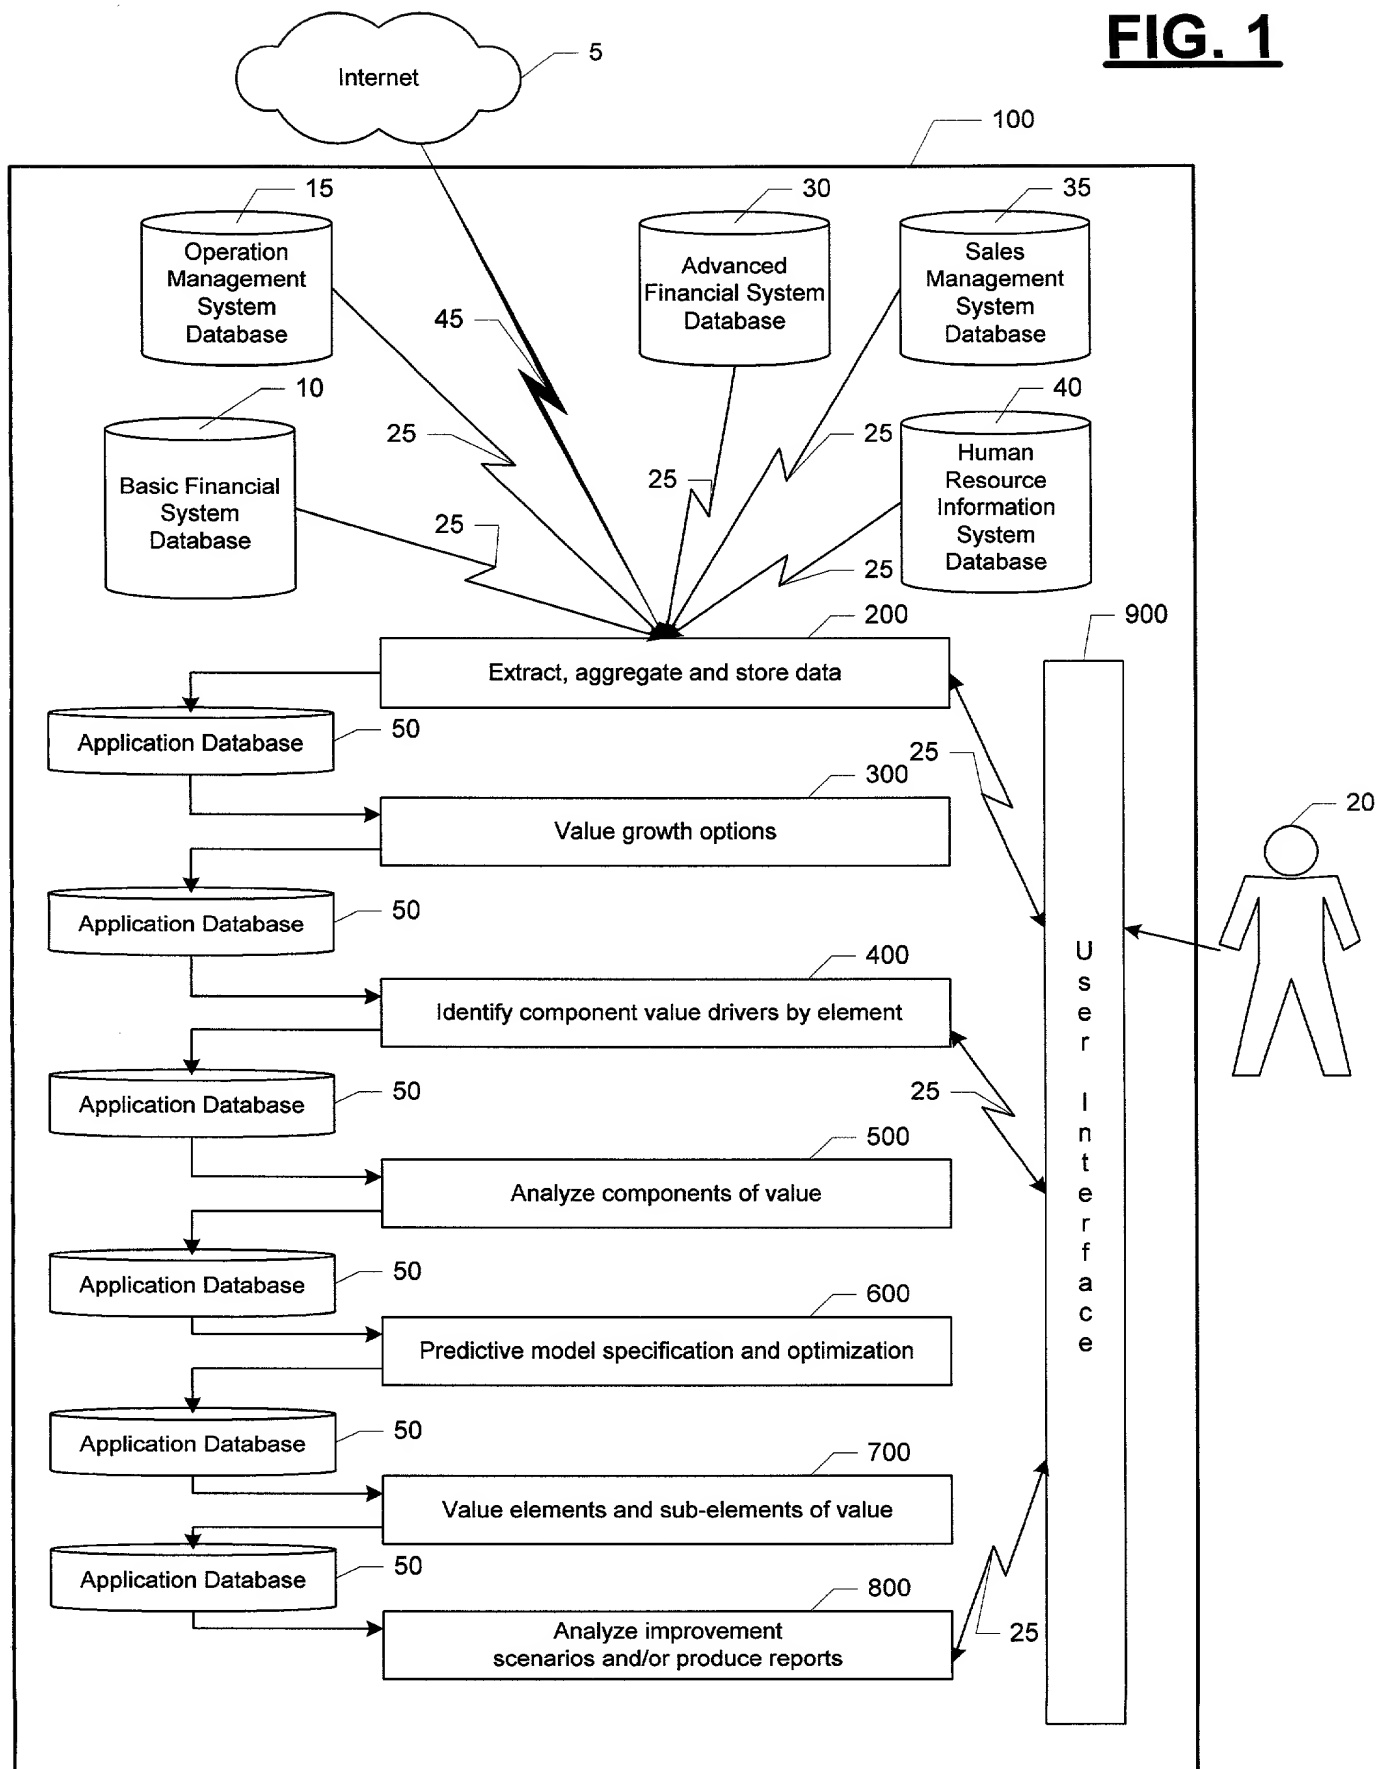 FIG. 1
Internet
5
100
15
30
35
Operation
Management
System
Database
Advanced
Financial System
Database
Sales
Management
System
Database
45
10
40
25
25
25
Basic Financial
System
Database
Human
Resource
Information
System
Database
25
25
200
900
Extract, aggregate and store data
50
Application Database
25
300
Value growth options
20
50
Application Database
400
Identify component value drivers by element
User Interface
50
Application Database
25
500
Analyze components of value
50
Application Database
600
Predictive model specification and optimization
50
Application Database
700
Value elements and sub-elements of value
50
Application Database
800
Analyze improvement
scenarios and/or produce reports
25